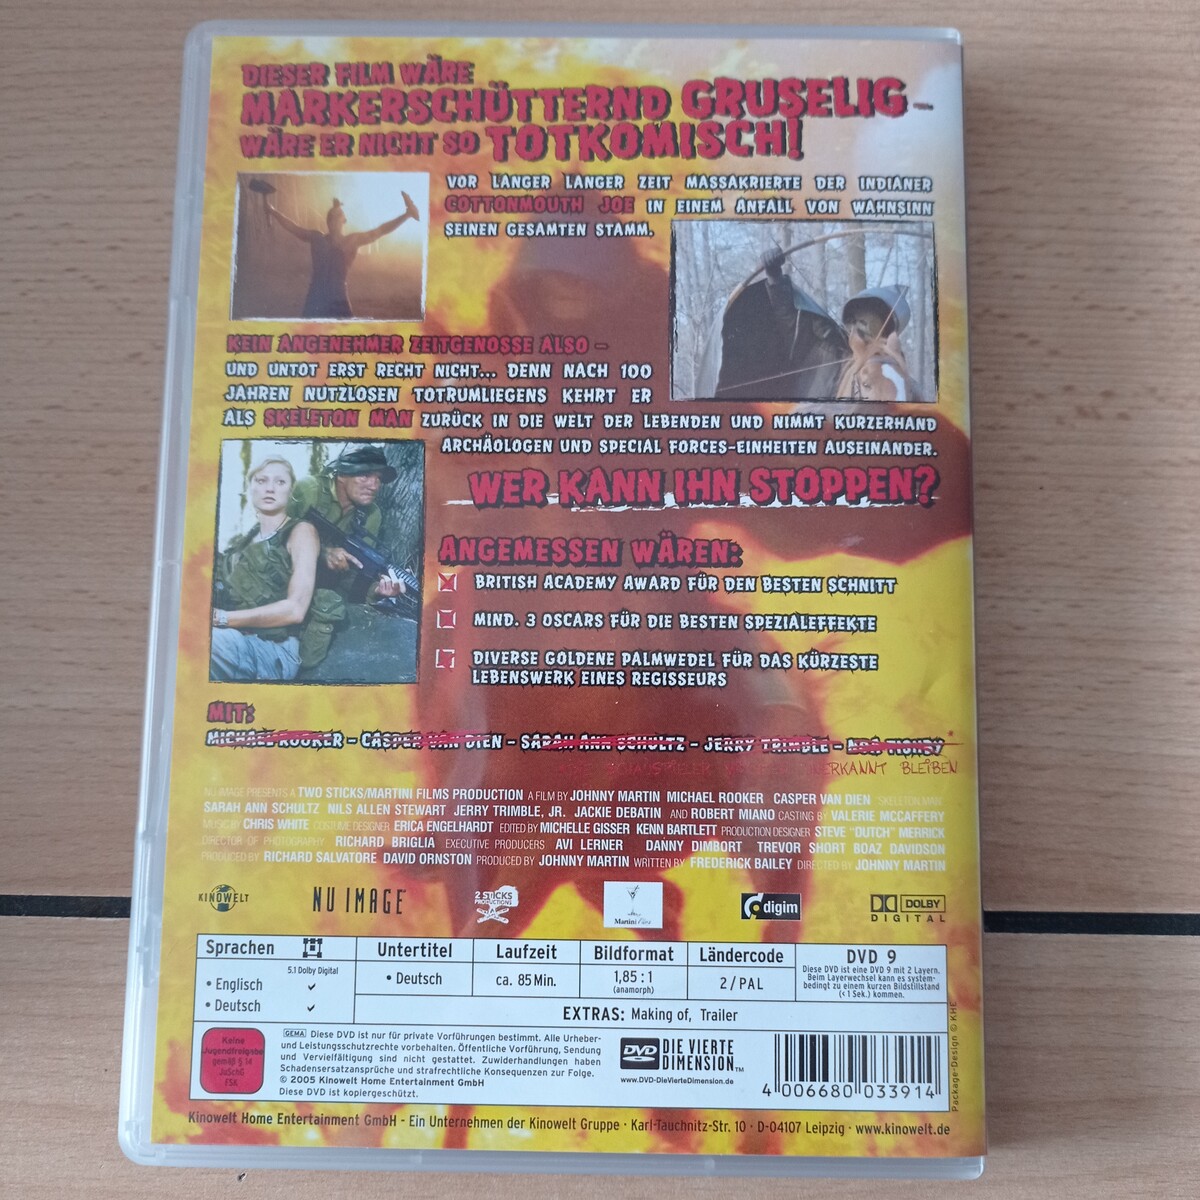 DIESER FILM WÄRE
MARKERSCHÜTTERND GRUSELIG –
WÄRE ER NICHT SO TOTKOMISCH!
VOR LANGER LANGER ZEIT MASSAKRIERTE DER INDIANER
COTTONMOUTH JOE IN EINEM ANFALL VON WAHNSINN
SEINEN GESAMTEN STAMM.
KEIN ANGENEHMER ZEITGENOSSE ALSO –
UND UNTOT ERST RECHT NICHT... DENN NACH 100
JAHREN NUTZLOSEN TOTRUMLIEGENS KEHRT ER
ALS SKELETON MAN ZURÜCK IN DIE WELT DER LEBENDEN UND NIMMT KURZERHAND
ARCHÄOLOGEN UND SPECIAL FORCES-EINHEITEN AUSEINANDER.
WER KANN IHN STOPPEN?
ANGEMESSEN WÄREN:
BRITISH ACADEMY AWARD FÜR DEN BESTEN SCHNITT
MIND. 3 OSCARS FÜR DIE BESTEN SPEZIALEFFEKTE
DIVERSE GOLDENE PALMWEDEL FÜR DAS KÜRZESTE
LEBENSWERK EINES REGISSEURS
MIT:
MICHAEL ROOKER – CASPER VAN DIEN – SARAH ANN SCHULTZ – JERRY TRIMBLE –
ERKANNT BLEIBEN
NU IMAGE PRESENTS A TWO STICKS/MARTINI FILMS PRODUCTION A FILM BY JOHNNY MARTIN MICHAEL ROOKER CASPER VAN DIEN "SKELETON MAN"
SARAH ANN SCHULTZ NILS ALLEN STEWART JERRY TRIMBLE, JR. JACKIE DEBATIN AND ROBERT MIANO CASTING BY VALERIE MCCAFFERY
MUSIC BY CHRIS WHITE COSTUME DESIGNER ERICA ENGELHARDT EDITED BY MICHELLE GISSER KENN BARTLETT PRODUCTION DESIGNER STEVE "DUTCH" MERRICK
DIRECTOR OF PHOTOGRAPHY RICHARD BRIGLIA EXECUTIVE PRODUCERS AVI LERNER DANNY DIMBORT TREVOR SHORT BOAZ DAVIDSON
PRODUCED BY RICHARD SALVATORE DAVID ORNSTON PRODUCED BY JOHNNY MARTIN WRITTEN BY FREDERICK BAILEY DIRECTED BY JOHNNY MARTIN
KINOWELT
NU IMAGE
2 STICKS
PRODUCTIONS
Martini Films
digim
DOLBY
DIGITAL
Sprachen
5.1 Dolby Digital
• Englisch ✓
• Deutsch ✓
Untertitel
• Deutsch
Laufzeit
ca. 85 Min.
Bildformat
1,85 : 1
(anamorph)
Ländercode
2 / PAL
DVD 9
Diese DVD ist eine DVD 9 mit 2 Layern.
Beim Layerwechsel kann es system-
bedingt zu einem kurzen Bildstillstand
(< 1 Sek.) kommen.
EXTRAS: Making of, Trailer
Keine
Jugendfreigabe
gemäß § 14
JuSchG
FSK
GEMA Diese DVD ist nur für private Vorführungen bestimmt. Alle Urheber-
und Leistungsschutzrechte vorbehalten. Öffentliche Vorführung, Sendung
und Vervielfältigung sind nicht gestattet. Zuwiderhandlungen haben
Schadensersatzansprüche und strafrechtliche Konsequenzen zur Folge.
© 2005 Kinowelt Home Entertainment GmbH
Diese DVD ist kopiergeschützt.
DVD DIE VIERTE
DIMENSION™
www.DVD-DieVierteDimension.de
4 006680 033914
Package-Design © KHE
Kinowelt Home Entertainment GmbH - Ein Unternehmen der Kinowelt Gruppe · Karl-Tauchnitz-Str. 10 · D-04107 Leipzig · www.kinowelt.de